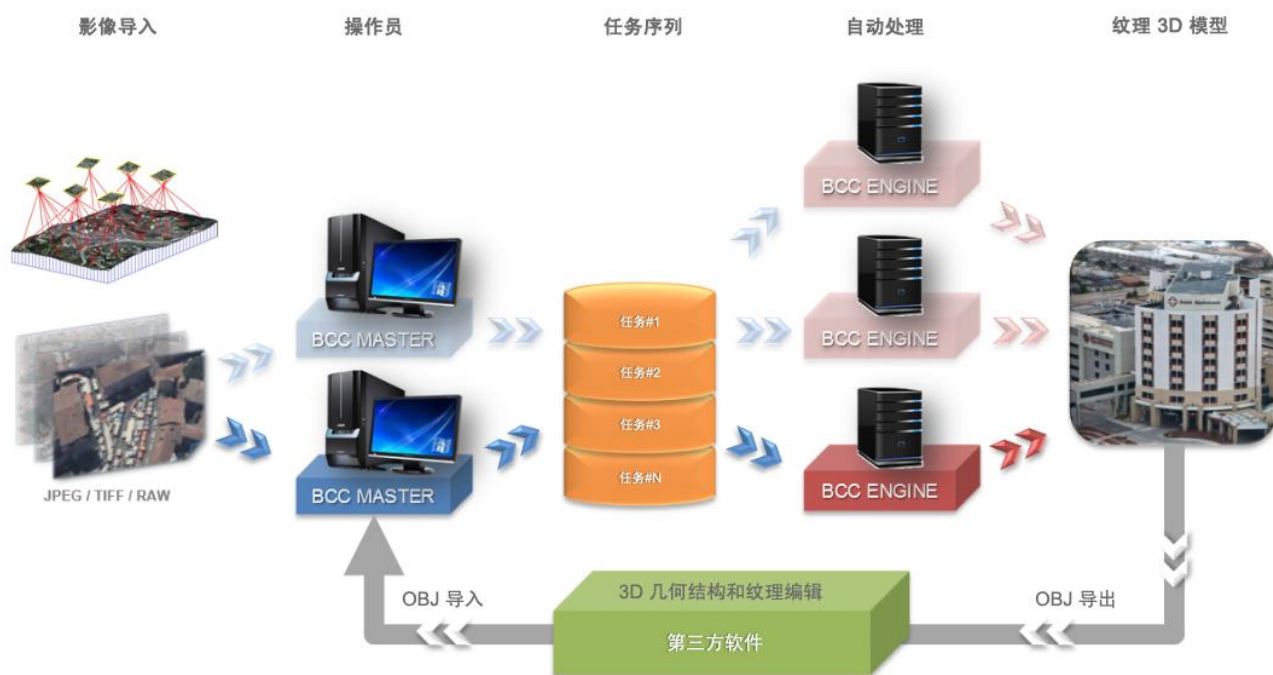 影像导入
操作员
任务序列
自动处理
纹理 3D 模型
BCC ENGINE
BCC MASTER
任务#1
BCC ENGINE
任务#2
任务#3
任务#N
JPEG / TIFF / RAW
BCC MASTER
BCC ENGINE
OBJ 导入
3D 几何结构和纹理编辑
第三方软件
OBJ 导出